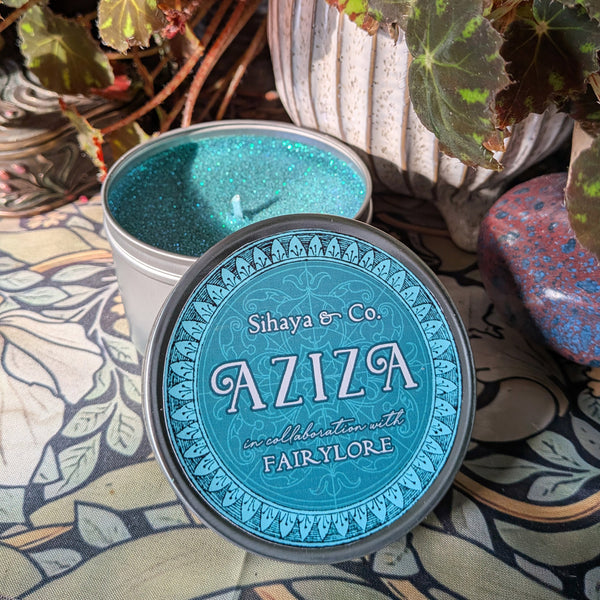 Sihaya & Co.
AZIZA
in collaboration with
FAIRYLORE